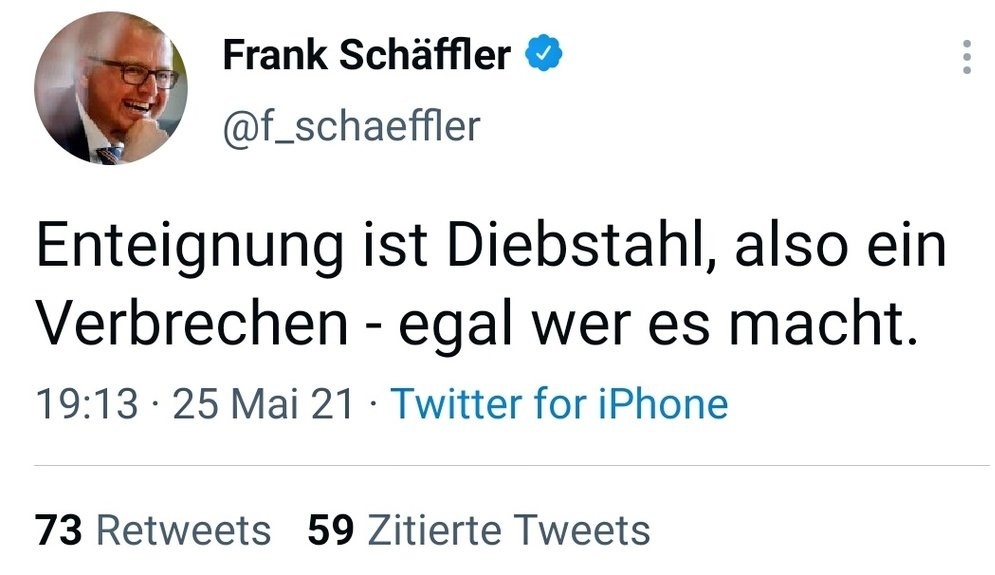 Frank Schäffler
@f_schaeffler
Enteignung ist Diebstahl, also ein
Verbrechen - egal wer es macht.
19:13 · 25 Mai 21 · Twitter for iPhone
73 Retweets 59 Zitierte Tweets